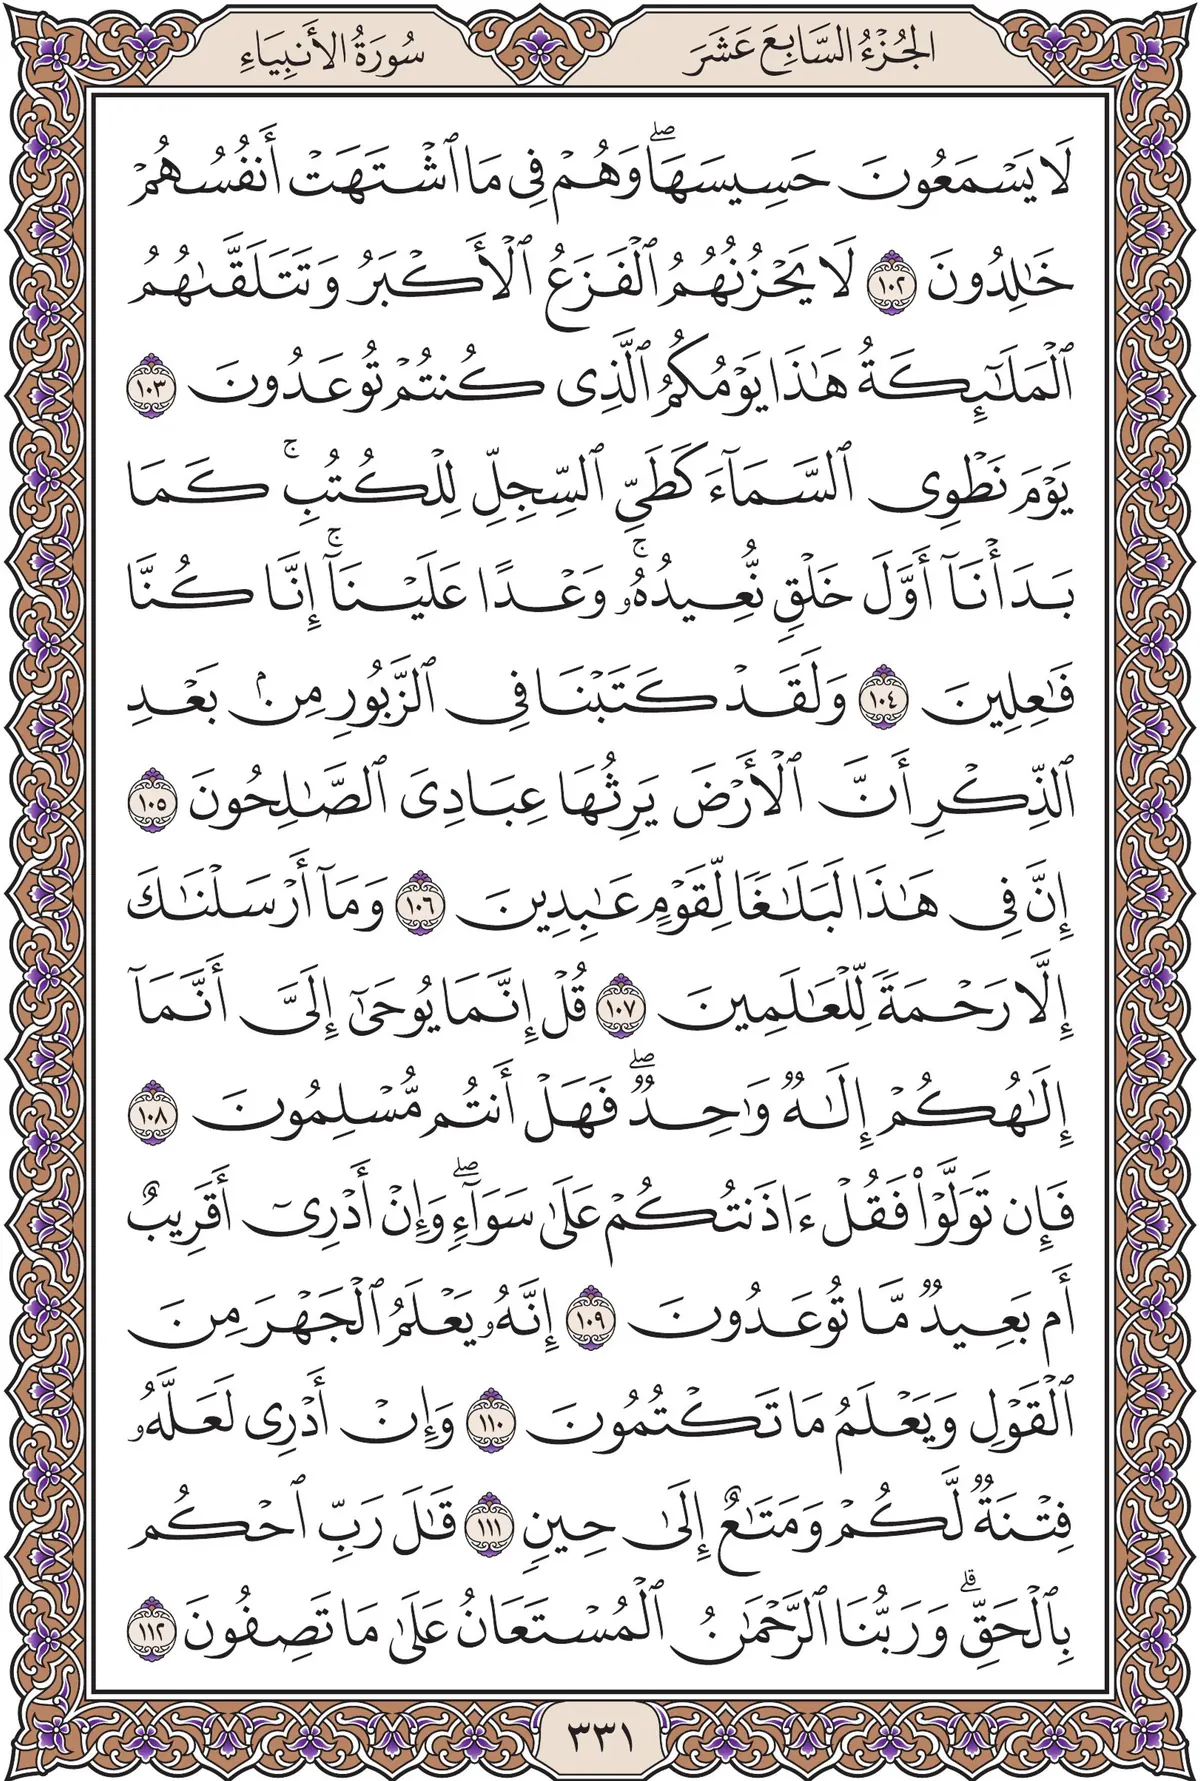 الجُزْءُ السَّابِعَ عَشَرَ
سُورَةُ الأَنبِيَاءِ
لَا يَسْمَعُونَ حَسِيسَهَاۖ وَهُمْ فِى مَا ٱشْتَهَتْ أَنفُسُهُمْ
خَٰلِدُونَ ١٠٢ لَا يَحْزُنُهُمُ ٱلْفَزَعُ ٱلْأَكْبَرُ وَتَتَلَقَّىٰهُمُ
ٱلْمَلَٰٓئِكَةُ هَٰذَا يَوْمُكُمُ ٱلَّذِى كُنتُمْ تُوعَدُونَ ١٠٣
يَوْمَ نَطْوِى ٱلسَّمَآءَ كَطَىِّ ٱلسِّجِلِّ لِلْكُتُبِۚ كَمَا
بَدَأْنَآ أَوَّلَ خَلْقٍ نُّعِيدُهُۥۚ وَعْدًا عَلَيْنَآۚ إِنَّا كُنَّا
فَٰعِلِينَ ١٠٤ وَلَقَدْ كَتَبْنَا فِى ٱلزَّبُورِ مِنۢ بَعْدِ
ٱلذِّكْرِ أَنَّ ٱلْأَرْضَ يَرِثُهَا عِبَادِىَ ٱلصَّٰلِحُونَ ١٠٥
إِنَّ فِى هَٰذَا لَبَلَٰغًا لِّقَوْمٍ عَٰبِدِينَ ١٠٦ وَمَآ أَرْسَلْنَٰكَ
إِلَّا رَحْمَةً لِّلْعَٰلَمِينَ ١٠٧ قُلْ إِنَّمَا يُوحَىٰٓ إِلَىَّ أَنَّمَآ
إِلَٰهُكُمْ إِلَٰهٌ وَٰحِدٌۖ فَهَلْ أَنتُم مُّسْلِمُونَ ١٠٨
فَإِن تَوَلَّوْا۟ فَقُلْ ءَاذَنتُكُمْ عَلَىٰ سَوَآءٍۖ وَإِنْ أَدْرِىٓ أَقَرِيبٌ
أَم بَعِيدٌ مَّا تُوعَدُونَ ١٠٩ إِنَّهُۥ يَعْلَمُ ٱلْجَهْرَ مِنَ
ٱلْقَوْلِ وَيَعْلَمُ مَا تَكْتُمُونَ ١١٠ وَإِنْ أَدْرِى لَعَلَّهُۥ
فِتْنَةٌ لَّكُمْ وَمَتَٰعٌ إِلَىٰ حِينٍ ١١١ قَٰلَ رَبِّ ٱحْكُم
بِٱلْحَقِّۗ وَرَبُّنَا ٱلرَّحْمَٰنُ ٱلْمُسْتَعَانُ عَلَىٰ مَا تَصِفُونَ ١١٢
٣٣١